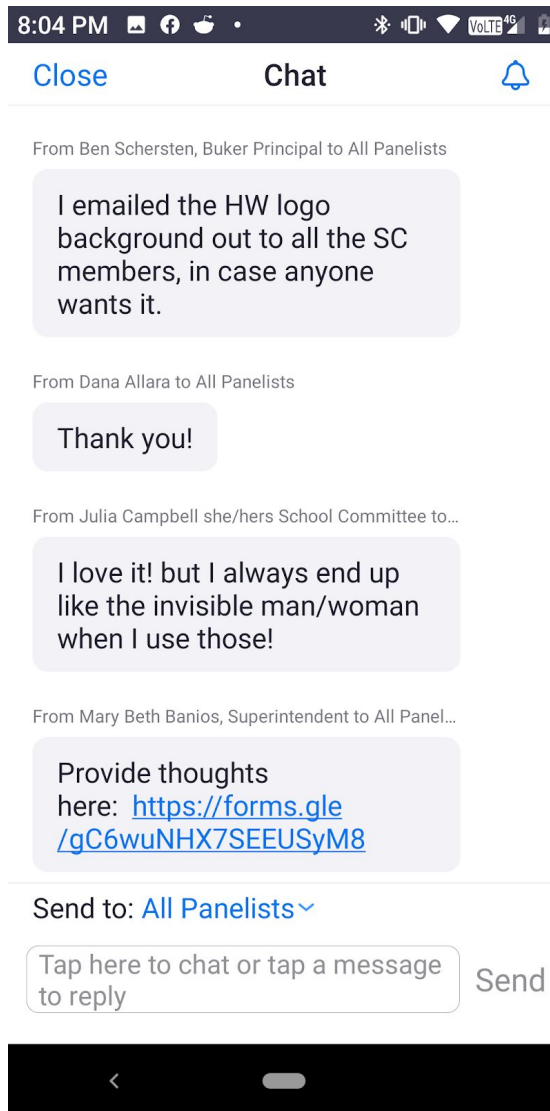 8:04 PM
VoLTE 4G
Close Chat
From Ben Schersten, Buker Principal to All Panelists
I emailed the HW logo
background out to all the SC
members, in case anyone
wants it.
From Dana Allara to All Panelists
Thank you!
From Julia Campbell she/hers School Committee to...
I love it! but I always end up
like the invisible man/woman
when I use those!
From Mary Beth Banios, Superintendent to All Panel...
Provide thoughts
here: https://forms.gle
/gC6wuNHX7SEEUSyM8
Send to: All Panelists
Tap here to chat or tap a message
to reply
Send